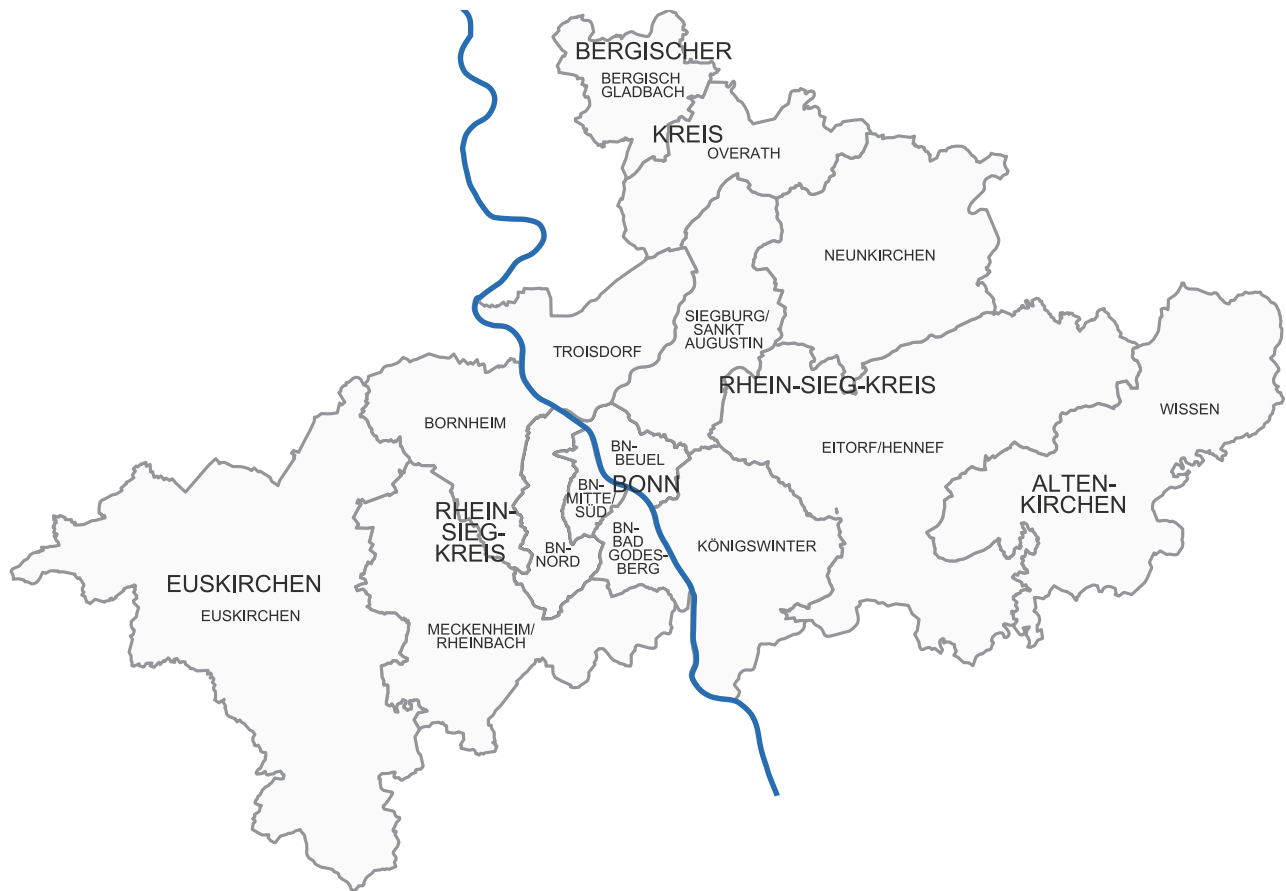 BERGISCHER
BERGISCH
GLADBACH
KREIS
OVERATH
NEUNKIRCHEN
SIEGBURG/
SANKT
AUGUSTIN
TROISDORF
RHEIN-SIEG-KREIS
WISSEN
BORNHEIM
EITORF/HENNEF
BN-
BEUEL
BONN
BN-
MITTE/
SÜD
ALTEN-
KIRCHEN
RHEIN-
SIEG-
KREIS
BN-
NORD
BN-
BAD
GODES-
BERG
KÖNIGSWINTER
EUSKIRCHEN
EUSKIRCHEN
MECKENHEIM/
RHEINBACH